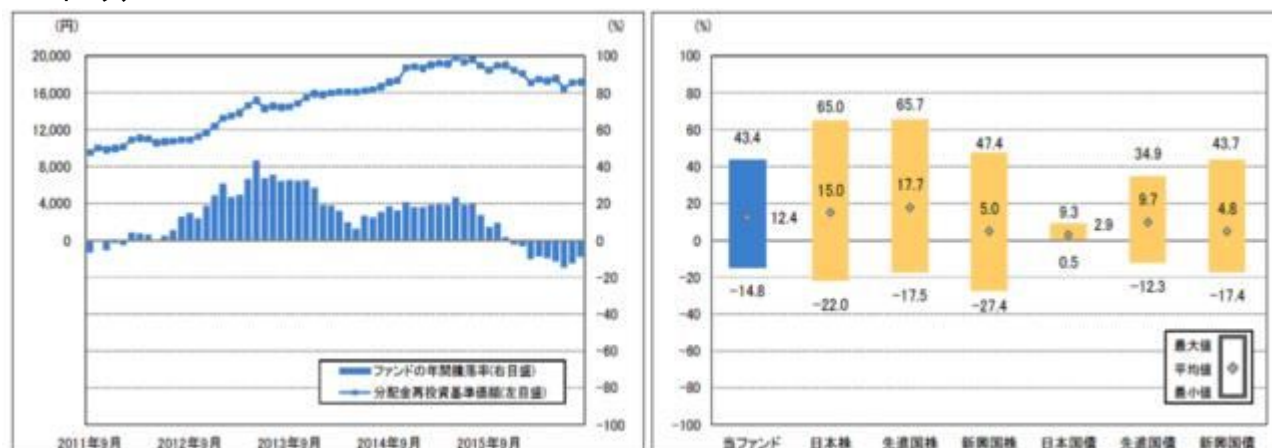 (円)
(%)
20,000
16,000
12,000
8,000
4,000
0
100
80
60
40
20
0
-20
-40
-60
-80
-100
ファンドの年間騰落率(右目盛)
分配金再投資基準価額(左目盛)
2011年9月
2012年9月
2013年9月
2014年9月
2015年9月
(%)
100
80
60
40
20
0
-20
-40
-60
-80
-100
43.4
12.4
-14.8
65.0
15.0
-22.0
65.7
17.7
-17.5
47.4
5.0
-27.4
9.3
2.9
0.5
34.9
9.7
-12.3
43.7
4.8
-17.4
最大値
平均値
最小値
当ファンド
日本株
先進国株
新興国株
日本国債
先進国債
新興国債